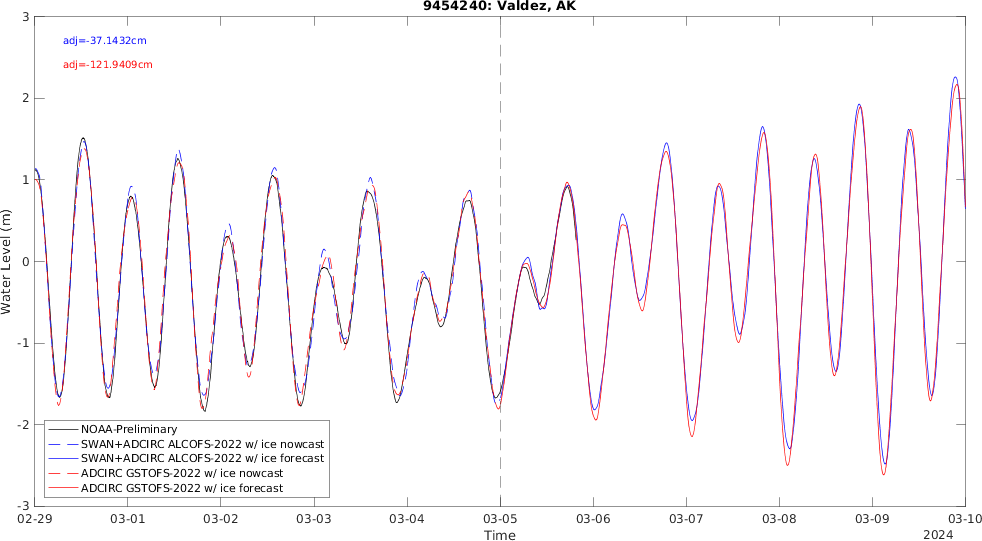 9454240: Valdez, AK
adj=-37.1432cm
adj=-121.9409cm
Water Level (m)
3
2
1
0
-1
-2
-3
NOAA-Preliminary
SWAN+ADCIRC ALCOFS-2022 w/ ice nowcast
SWAN+ADCIRC ALCOFS-2022 w/ ice forecast
ADCIRC GSTOFS-2022 w/ ice nowcast
ADCIRC GSTOFS-2022 w/ ice forecast
02-29 03-01 03-02 03-03 03-04 03-05 03-06 03-07 03-08 03-09 03-10
Time
2024